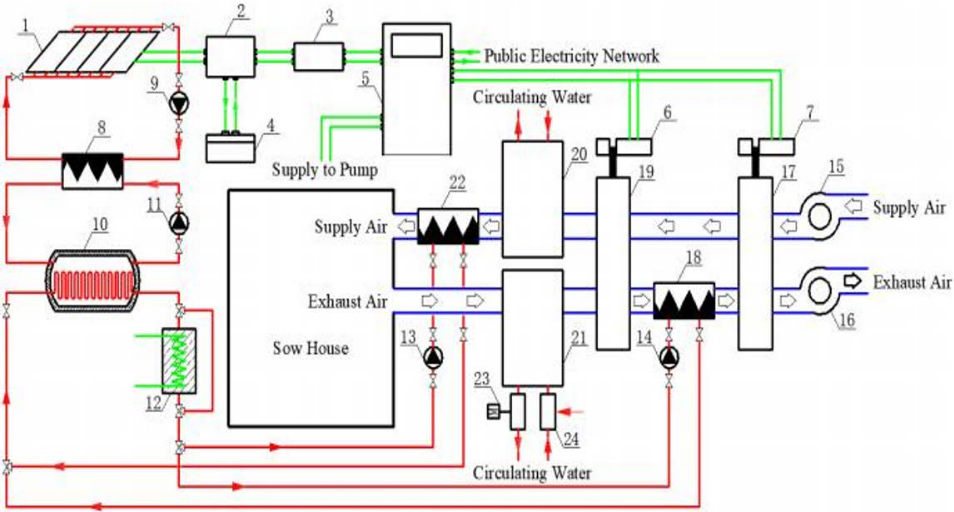 1
2
3
4
5
Public Electricity Network
Circulating Water
6
7
8
9
Supply to Pump
10
11
12
13
14
15
Supply Air
16
Exhaust Air
17
18
19
20
21
22
Supply Air
Exhaust Air
Sow House
23
24
Circulating Water